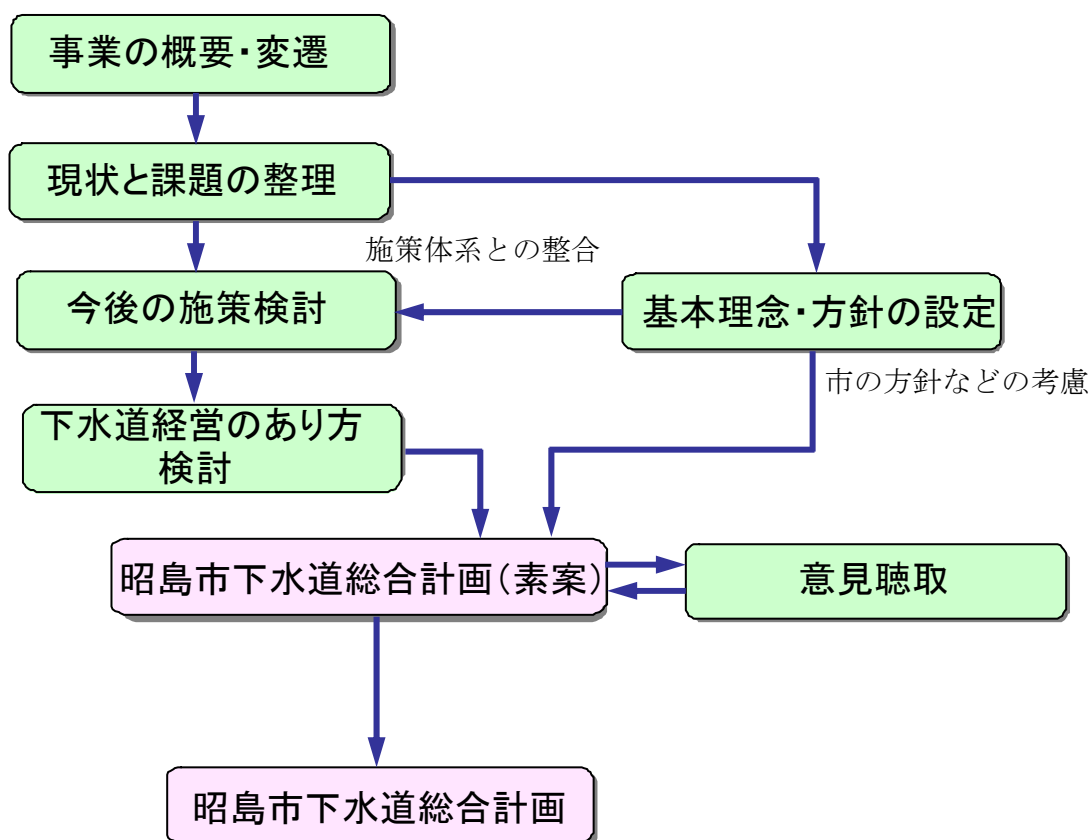 事業の概要・変遷
現状と課題の整理
施策体系との整合
今後の施策検討
基本理念・方針の設定
市の方針などの考慮
下水道経営のあり方
検討
昭島市下水道総合計画(素案)
意見聴取
昭島市下水道総合計画